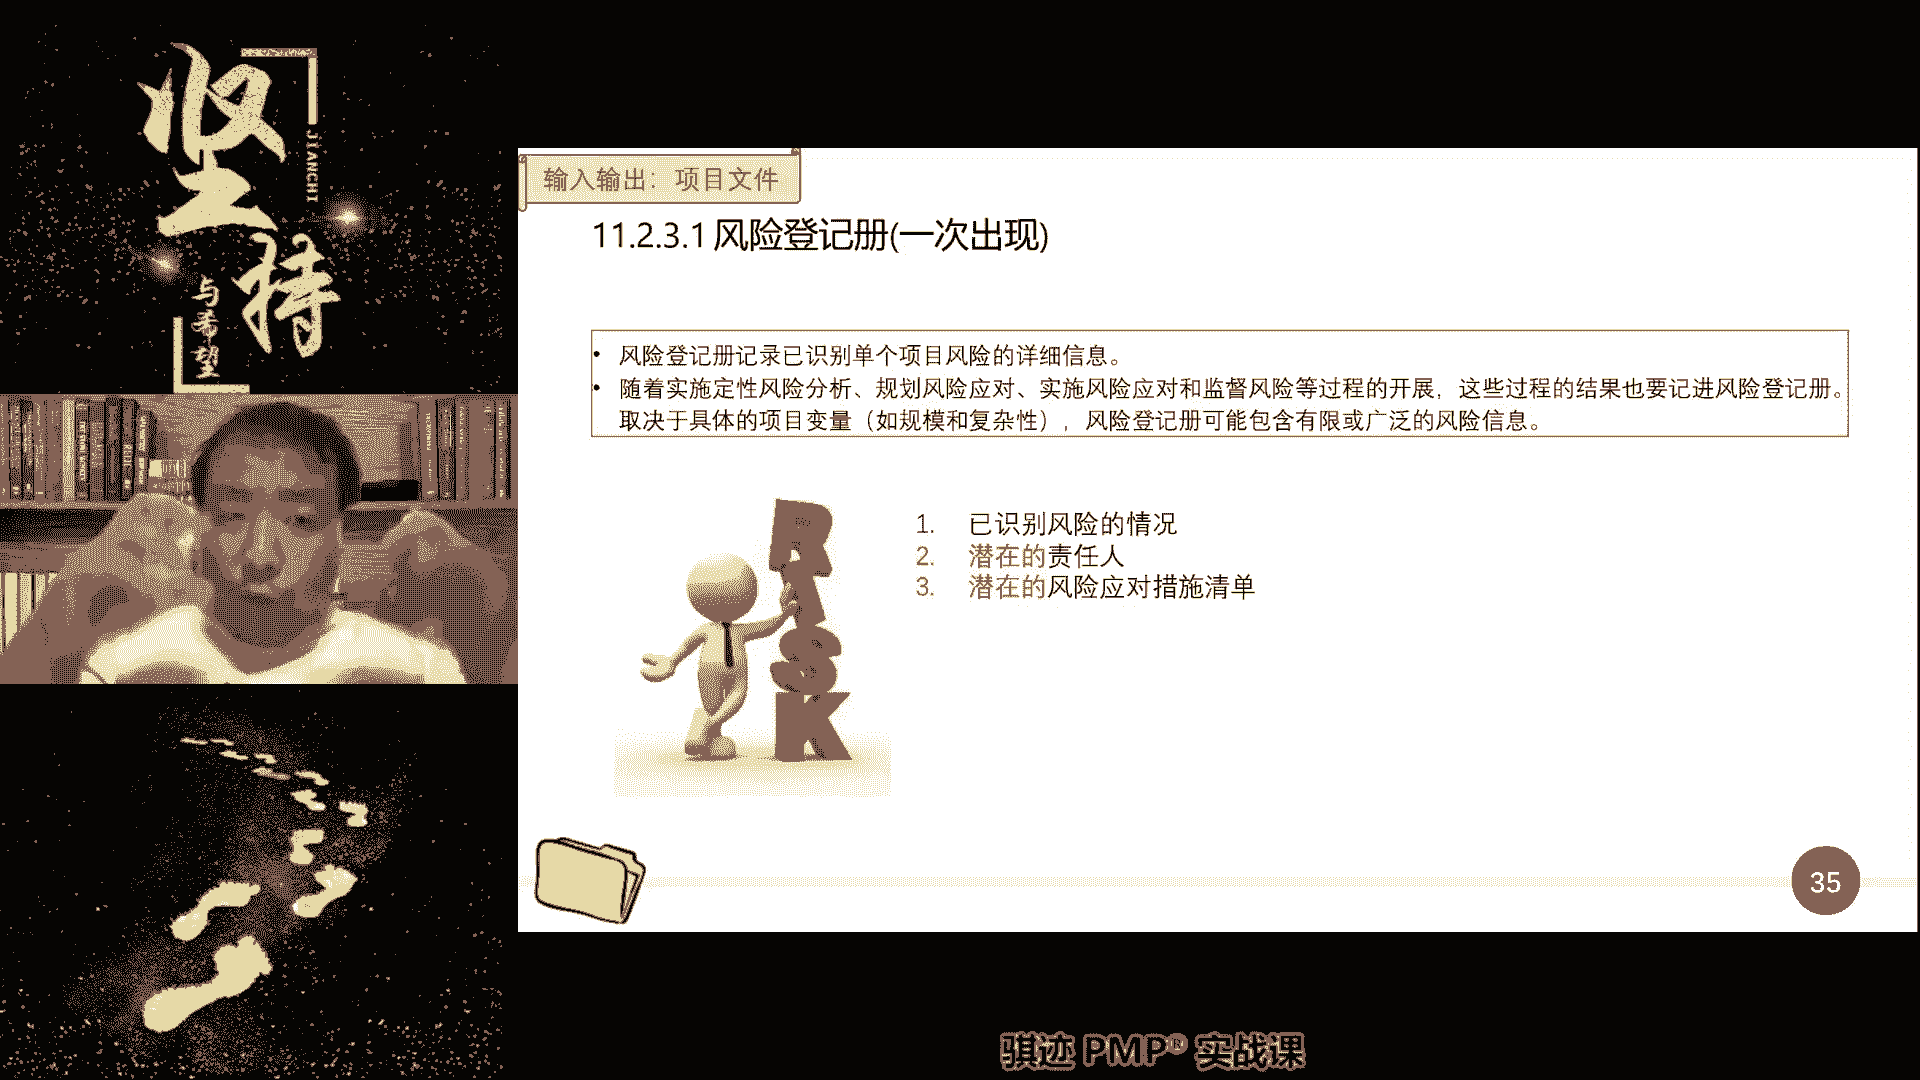 坚持
JIANCHI
与希望
输入输出：项目文件
11.2.3.1 风险登记册(一次出现)
• 风险登记册记录已识别单个项目风险的详细信息。
• 随着实施定性风险分析、规划风险应对、实施风险应对和监督风险等过程的开展，这些过程的结果也要记进风险登记册。
取决于具体的项目变量（如规模和复杂性），风险登记册可能包含有限或广泛的风险信息。
RISK
1. 已识别风险的情况
2. 潜在的责任人
3. 潜在的风险应对措施清单
35
骐迹 PMP® 实战课